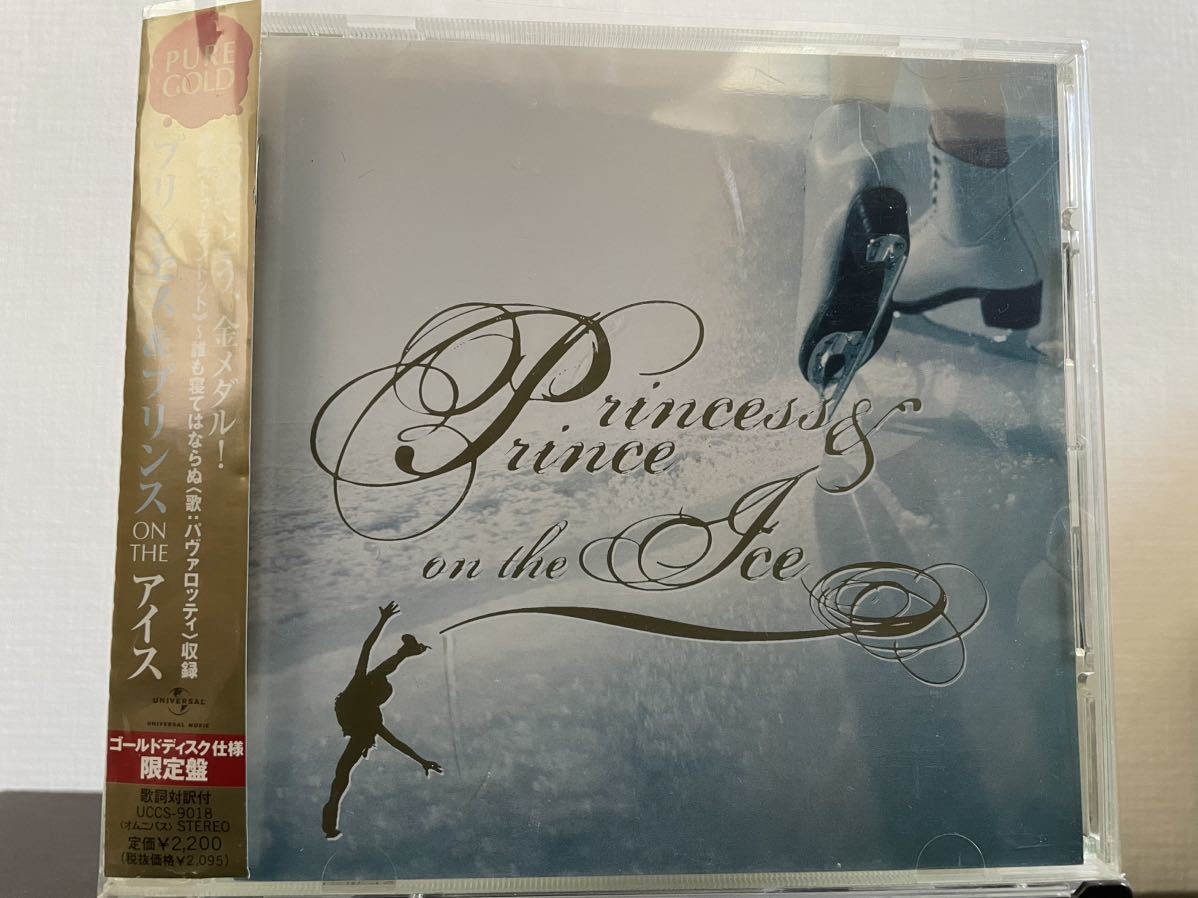 PURE
GOLD
う、金メダル!
～誰も寝てはならぬ〈歌:パヴァロッティ〉収録
プリンセス&プリンス ON THE アイス
UNIVERSAL
UNIVERSAL MUSIC
ゴールドディスク仕様
限定盤
歌詞対訳付
UCCS-9018
〈オムニバス〉 STEREO
定価¥2,200
(税抜価格¥2,095)
Princess &
Prince
on the Ice